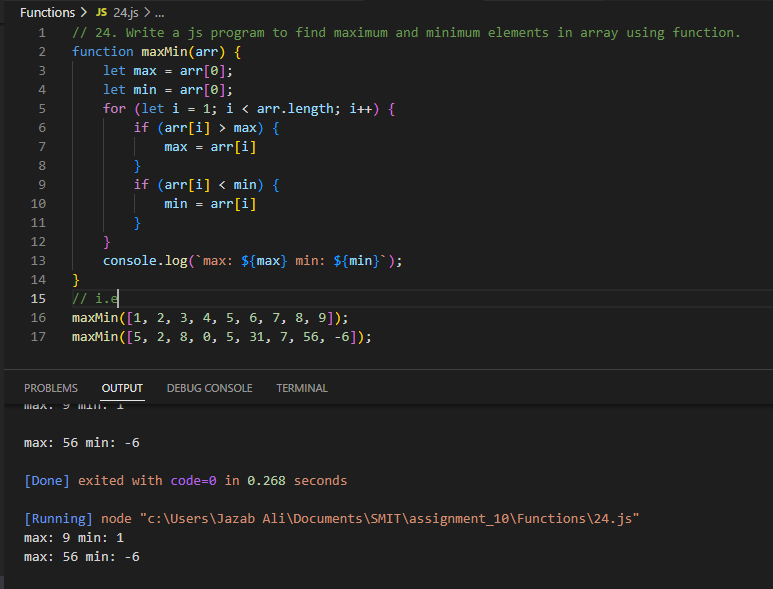 Functions > JS 24.js > ...
1 // 24. Write a js program to find maximum and minimum elements in array using function.
2 function maxMin(arr) {
3 let max = arr[0];
4 let min = arr[0];
5 for (let i = 1; i < arr.length; i++) {
6 if (arr[i] > max) {
7 max = arr[i]
8 }
9 if (arr[i] < min) {
10 min = arr[i]
11 }
12 }
13 console.log(`max: ${max} min: ${min}`);
14 }
15 // i.e
16 maxMin([1, 2, 3, 4, 5, 6, 7, 8, 9]);
17 maxMin([5, 2, 8, 0, 5, 31, 7, 56, -6]);
PROBLEMS OUTPUT DEBUG CONSOLE TERMINAL
max: 9 min: 1
max: 56 min: -6
[Done] exited with code=0 in 0.268 seconds
[Running] node "c:\Users\Jazab Ali\Documents\SMIT\assignment_10\Functions\24.js"
max: 9 min: 1
max: 56 min: -6